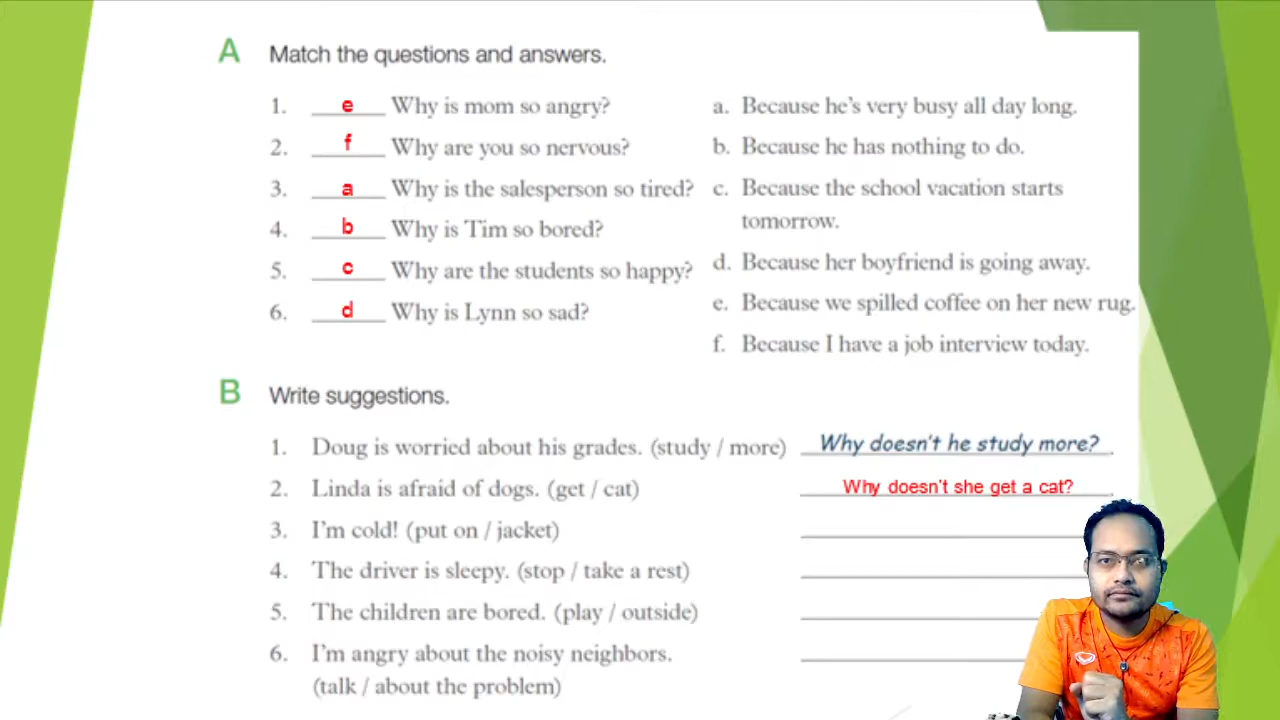 A Match the questions and answers.
1. e Why is mom so angry?
2. f Why are you so nervous?
3. a Why is the salesperson so tired?
4. b Why is Tim so bored?
5. c Why are the students so happy?
6. d Why is Lynn so sad?
a. Because he's very busy all day long.
b. Because he has nothing to do.
c. Because the school vacation starts
tomorrow.
d. Because her boyfriend is going away.
e. Because we spilled coffee on her new rug.
f. Because I have a job interview today.
B Write suggestions.
1. Doug is worried about his grades. (study / more) Why doesn't he study more?.
2. Linda is afraid of dogs. (get / cat) Why doesn't she get a cat?.
3. I'm cold! (put on / jacket)
4. The driver is sleepy. (stop / take a rest)
5. The children are bored. (play / outside)
6. I'm angry about the noisy neighbors.
(talk / about the problem)